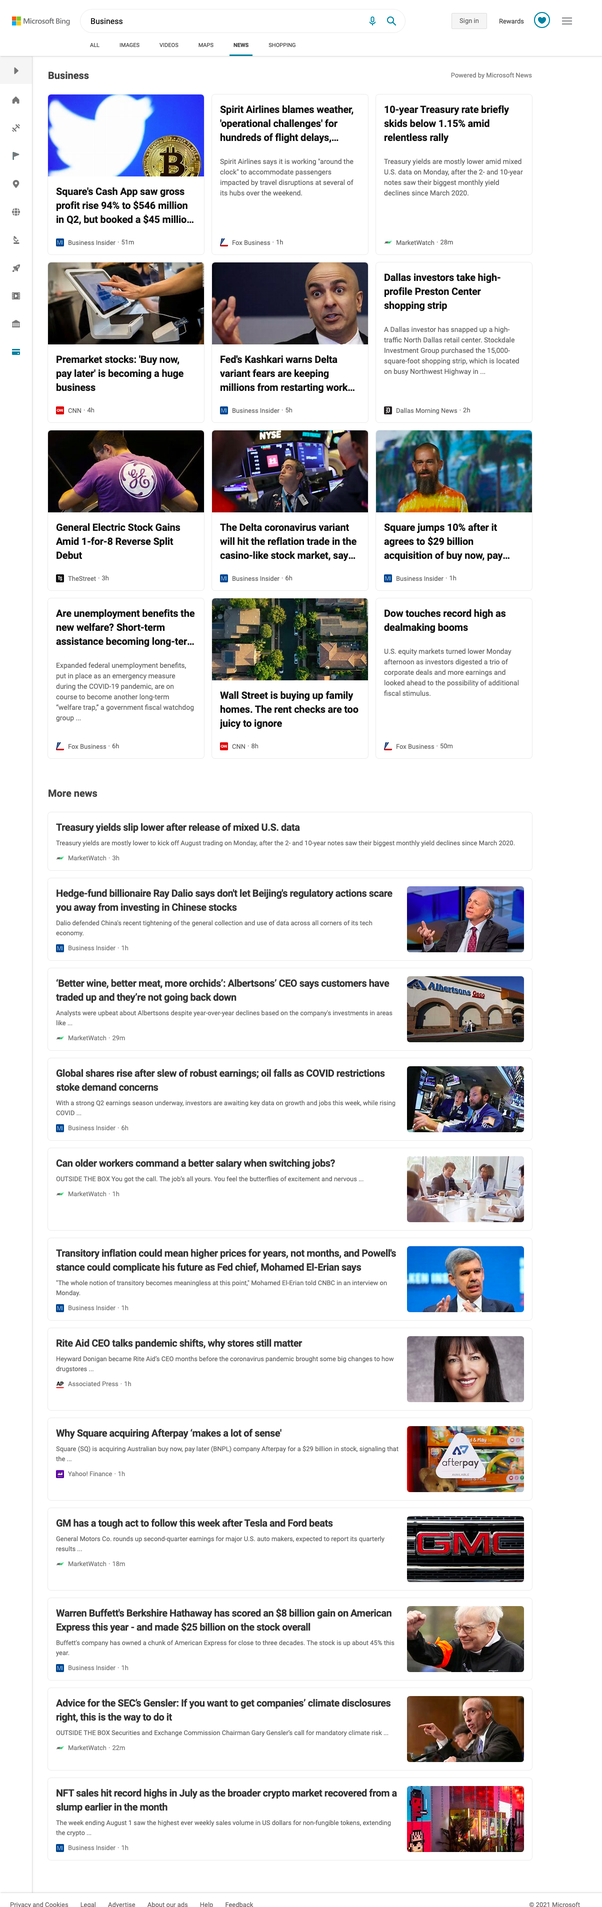 Microsoft Bing
Business
Sign in
Rewards
ALL
IMAGES
VIDEOS
MAPS
NEWS
SHOPPING
Business
Powered by Microsoft News
Square's Cash App saw gross
profit rise 94% to $546 million
in Q2, but booked a $45 millio...
Business Insider · 51m
Spirit Airlines blames weather,
'operational challenges' for
hundreds of flight delays,...
Spirit Airlines says it is working "around the
clock" to accommodate passengers
impacted by travel disruptions at several of
its hubs over the weekend.
Fox Business · 1h
10-year Treasury rate briefly
skids below 1.15% amid
relentless rally
Treasury yields are mostly lower amid mixed
U.S. data on Monday, after the 2- and 10-year
notes saw their biggest monthly yield
declines since March 2020.
MarketWatch · 28m
Premarket stocks: 'Buy now,
pay later' is becoming a huge
business
CNN · 4h
Fed's Kashkari warns Delta
variant fears are keeping
millions from restarting work...
Business Insider · 5h
Dallas investors take high-
profile Preston Center
shopping strip
A Dallas investor has snapped up a high-
traffic North Dallas retail center. Stockdale
Investment Group purchased the 15,000-
square-foot shopping strip, which is located
on busy Northwest Highway in ...
Dallas Morning News · 2h
General Electric Stock Gains
Amid 1-for-8 Reverse Split
Debut
TheStreet · 3h
NYSE
The Delta coronavirus variant
will hit the reflation trade in the
casino-like stock market, say...
Business Insider · 6h
Square jumps 10% after it
agrees to $29 billion
acquisition of buy now, pay...
Business Insider · 1h
Are unemployment benefits the
new welfare? Short-term
assistance becoming long-ter...
Expanded federal unemployment benefits,
put in place as an emergency measure
during the COVID-19 pandemic, are on
course to become another long-term
"welfare trap," a government fiscal watchdog
group ...
Fox Business · 6h
Wall Street is buying up family
homes. The rent checks are too
juicy to ignore
CNN · 8h
Dow touches record high as
dealmaking booms
U.S. equity markets turned lower Monday
afternoon as investors digested a trio of
corporate deals and more earnings and
looked ahead to the possibility of additional
fiscal stimulus.
Fox Business · 50m
More news
Treasury yields slip lower after release of mixed U.S. data
Treasury yields are mostly lower to kick off August trading on Monday, after the 2- and 10-year notes saw their biggest monthly yield declines since March 2020.
MarketWatch · 3h
Hedge-fund billionaire Ray Dalio says don't let Beijing's regulatory actions scare
you away from investing in Chinese stocks
Dalio defended China's recent tightening of the general collection and use of data across all corners of its tech
economy.
Business Insider · 1h
'Better wine, better meat, more orchids': Albertsons' CEO says customers have
traded up and they're not going back down
Analysts were upbeat about Albertsons despite year-over-year declines based on the company's investments in areas
like ...
MarketWatch · 29m
Albertsons
Global shares rise after slew of robust earnings; oil falls as COVID restrictions
stoke demand concerns
With a strong Q2 earnings season underway, investors are awaiting key data on growth and jobs this week, while rising
COVID ...
Business Insider · 6h
Can older workers command a better salary when switching jobs?
OUTSIDE THE BOX You got the call. The job's all yours. You feel the butterflies of excitement and nervous ...
MarketWatch · 1h
Transitory inflation could mean higher prices for years, not months, and Powell's
stance could complicate his future as Fed chief, Mohamed El-Erian says
"The whole notion of transitory becomes meaningless at this point," Mohamed El-Erian told CNBC in an interview on
Monday.
Business Insider · 1h
Rite Aid CEO talks pandemic shifts, why stores still matter
Heyward Donigan became Rite Aid's CEO months before the coronavirus pandemic brought some big changes to how
drugstores ...
Associated Press · 1h
Why Square acquiring Afterpay 'makes a lot of sense'
Square (SQ) is acquiring Australian buy now, pay later (BNPL) company Afterpay for a $29 billion in stock, signaling that
the ...
Yahoo! Finance · 1h
afterpay
GM has a tough act to follow this week after Tesla and Ford beats
General Motors Co. rounds up second-quarter earnings for major U.S. auto makers, expected to report its quarterly
results ...
MarketWatch · 18m
GMC
Warren Buffett's Berkshire Hathaway has scored an $8 billion gain on American
Express this year - and made $25 billion on the stock overall
Buffett's company has owned a chunk of American Express for close to three decades. The stock is up about 45% this
year.
Business Insider · 1h
Advice for the SEC's Gensler: If you want to get companies' climate disclosures
right, this is the way to do it
OUTSIDE THE BOX Securities and Exchange Commission Chairman Gary Gensler's call for mandatory climate risk ...
MarketWatch · 22m
NFT sales hit record highs in July as the broader crypto market recovered from a
slump earlier in the month
The week ending August 1 saw the highest ever weekly sales volume in US dollars for non-fungible tokens, extending
the crypto ...
Business Insider · 1h
Privacy and Cookies
Legal
Advertise
About our ads
Help
Feedback
© 2021 Microsoft